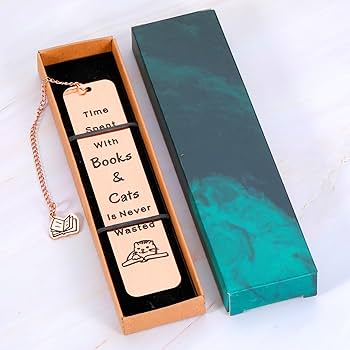 Time
Spent
With
Books
&
Cats
Is Never
Wasted